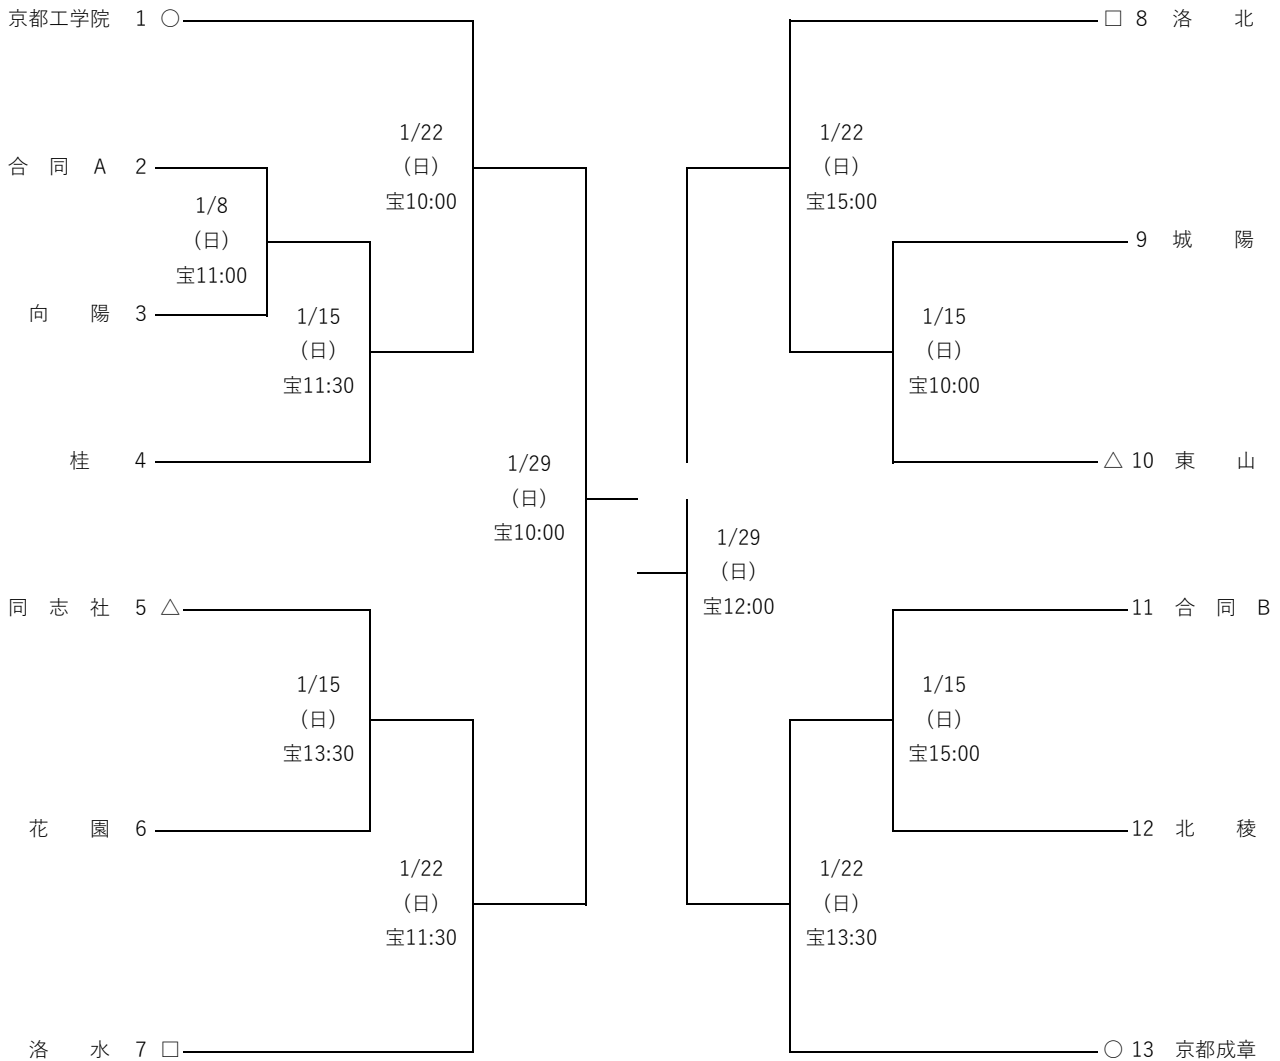 京都工学院 1 ○
合 同 A 2
1/8
(日)
宝11:00
向 陽 3
1/22
(日)
宝10:00
1/15
(日)
宝11:30
桂 4
1/29
(日)
宝10:00
同 志 社 5 △
1/15
(日)
宝13:30
花 園 6
1/22
(日)
宝11:30
洛 水 7 □
□ 8 洛 北
1/22
(日)
宝15:00
9 城 陽
1/15
(日)
宝10:00
△ 10 東 山
1/29
(日)
宝12:00
11 合 同 B
1/15
(日)
宝15:00
12 北 稜
1/22
(日)
宝13:30
○ 13 京都成章